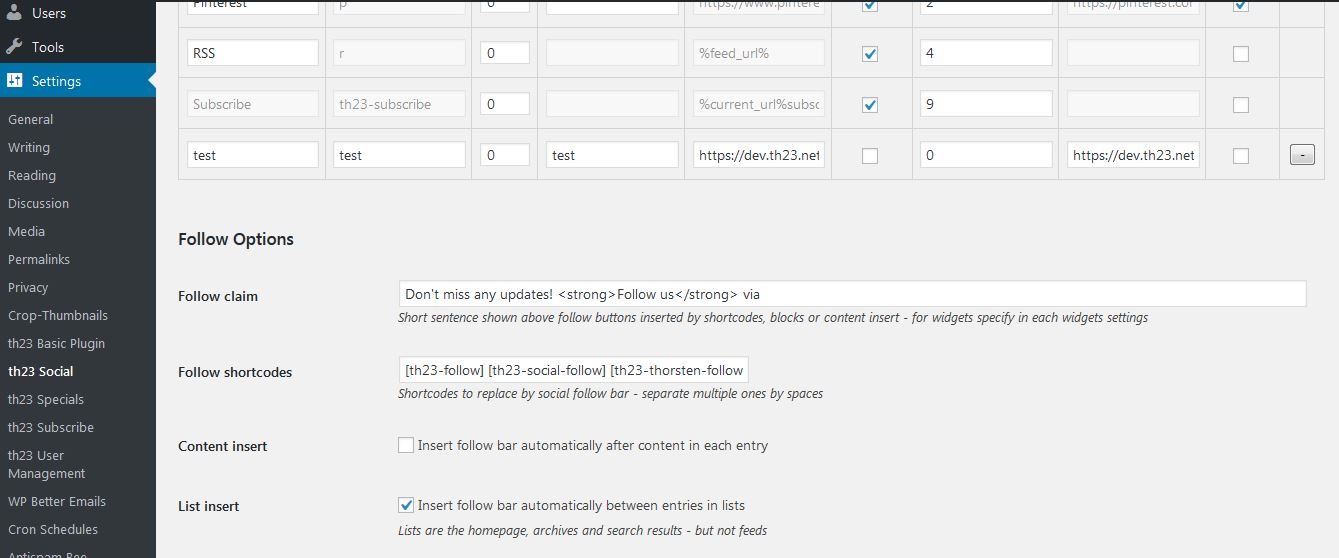 Users
Tools
Settings
General
Writing
Reading
Discussion
Media
Permalinks
Privacy
Crop-Thumbnails
th23 Basic Plugin
th23 Social
th23 Specials
th23 Subscribe
th23 User
Management
WP Better Emails
Cron Schedules
Antispam Bee
Pinterest p 0 https://www.pintere 2 https://pinterest.cor
RSS r 0 %feed_url% 4
Subscribe th23-subscribe 0 %current_url%subsc 9
test test 0 test https://dev.th23.net 0 https://dev.th23.net -
Follow Options
Follow claim Don't miss any updates! <strong>Follow us</strong> via
Short sentence shown above follow buttons inserted by shortcodes, blocks or content insert - for widgets specify in each widgets settings
Follow shortcodes [th23-follow] [th23-social-follow] [th23-thorsten-follow
Shortcodes to replace by social follow bar - separate multiple ones by spaces
Content insert Insert follow bar automatically after content in each entry
List insert Insert follow bar automatically between entries in lists
Lists are the homepage, archives and search results - but not feeds